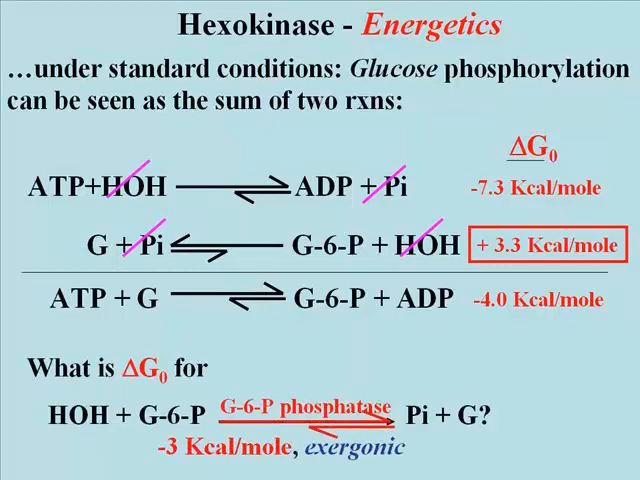 Hexokinase - Energetics
…under standard conditions: Glucose phosphorylation
can be seen as the sum of two rxns:
ΔG₀
ATP+HOH ADP + Pi -7.3 Kcal/mole
G + Pi G-6-P + HOH + 3.3 Kcal/mole
ATP + G G-6-P + ADP -4.0 Kcal/mole
What is ΔG₀ for
HOH + G-6-P G-6-P phosphatase Pi + G?
-3 Kcal/mole, exergonic